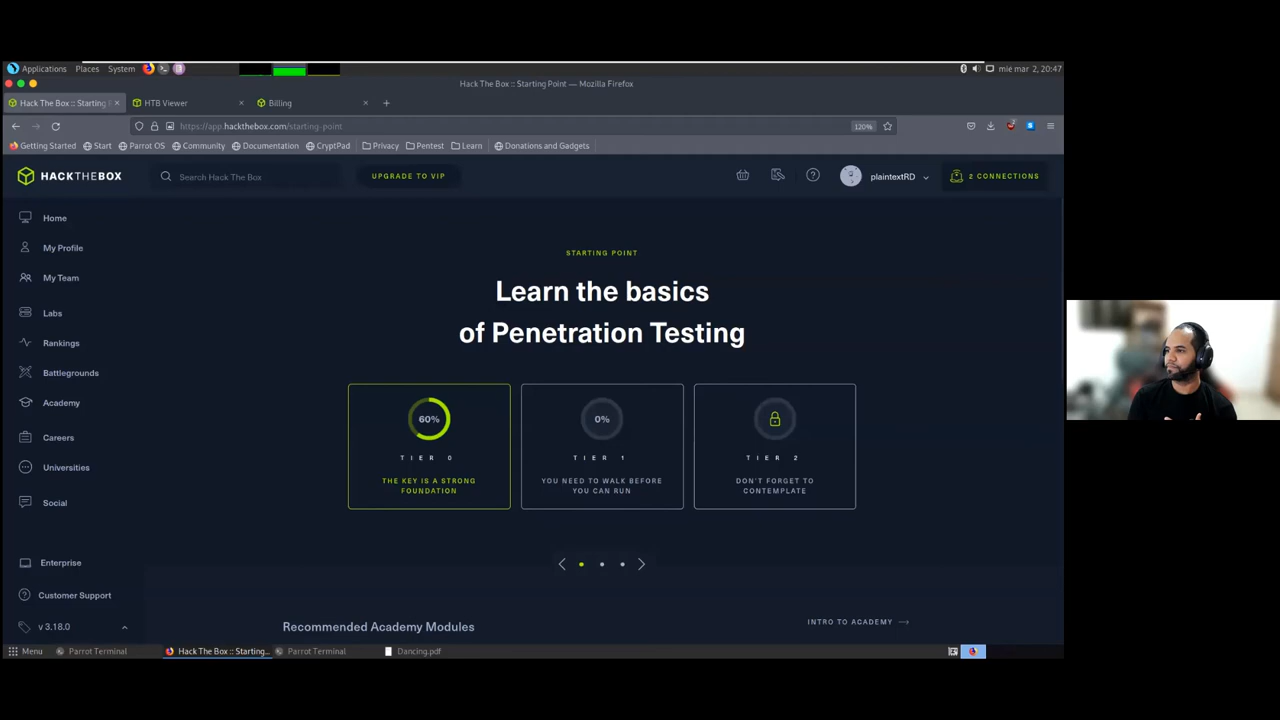 Applications Places System
mié mar 2, 20:47
Hack The Box :: Starting Point — Mozilla Firefox
Hack The Box :: Starting P
HTB Viewer
Billing
https://app.hackthebox.com/starting-point
120%
Getting Started Start Parrot OS Community Documentation CryptPad Privacy Pentest Learn Donations and Gadgets
HACKTHEBOX
Search Hack The Box
UPGRADE TO VIP
plaintextRD
2 CONNECTIONS
Home
My Profile
My Team
Labs
Rankings
Battlegrounds
Academy
Careers
Universities
Social
Enterprise
Customer Support
v 3.18.0
STARTING POINT
Learn the basics
of Penetration Testing
60%
TIER 0
THE KEY IS A STRONG
FOUNDATION
0%
TIER 1
YOU NEED TO WALK BEFORE
YOU CAN RUN
TIER 2
DON'T FORGET TO
CONTEMPLATE
Recommended Academy Modules
INTRO TO ACADEMY
Menu
Parrot Terminal
Hack The Box :: Starting...
Parrot Terminal
Dancing.pdf